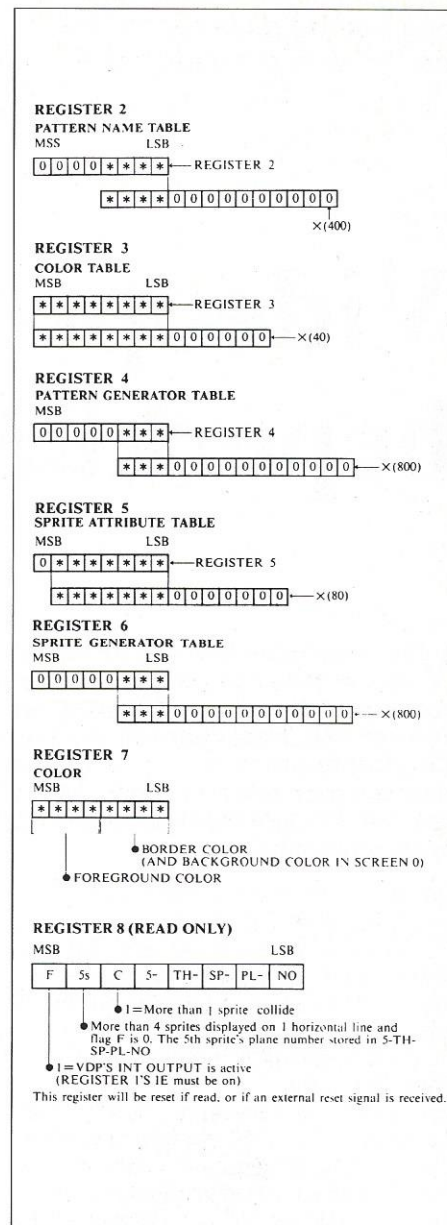 REGISTER 2
PATTERN NAME TABLE
MSS LSB
0 0 0 0 * * * * REGISTER 2
* * * * 0 0 0 0 0 0 0 0 0 0
×(400)
REGISTER 3
COLOR TABLE
MSB LSB
* * * * * * * * REGISTER 3
* * * * * * * * 0 0 0 0 0 0 ×(40)
REGISTER 4
PATTERN GENERATOR TABLE
MSB
0 0 0 0 0 * * * REGISTER 4
* * * 0 0 0 0 0 0 0 0 0 0 0 ×(800)
REGISTER 5
SPRITE ATTRIBUTE TABLE
MSB LSB
0 * * * * * * * REGISTER 5
* * * * * * * 0 0 0 0 0 0 0 ×(80)
REGISTER 6
SPRITE GENERATOR TABLE
MSB LSB
0 0 0 0 0 * * *
* * * 0 0 0 0 0 0 0 0 0 0 0 ×(800)
REGISTER 7
COLOR
MSB LSB
* * * * * * * *
BORDER COLOR
(AND BACKGROUND COLOR IN SCREEN 0)
FOREGROUND COLOR
REGISTER 8 (READ ONLY)
MSB LSB
F 5s C 5- TH- SP- PL- NO
1=More than 1 sprite collide
More than 4 sprites displayed on 1 horizontal line and
flag F is 0. The 5th sprite's plane number stored in 5-TH-
SP-PL-NO
1=VDP'S INT OUTPUT is active
(REGISTER 1'S IE must be on)
This register will be reset if read, or if an external reset signal is received.